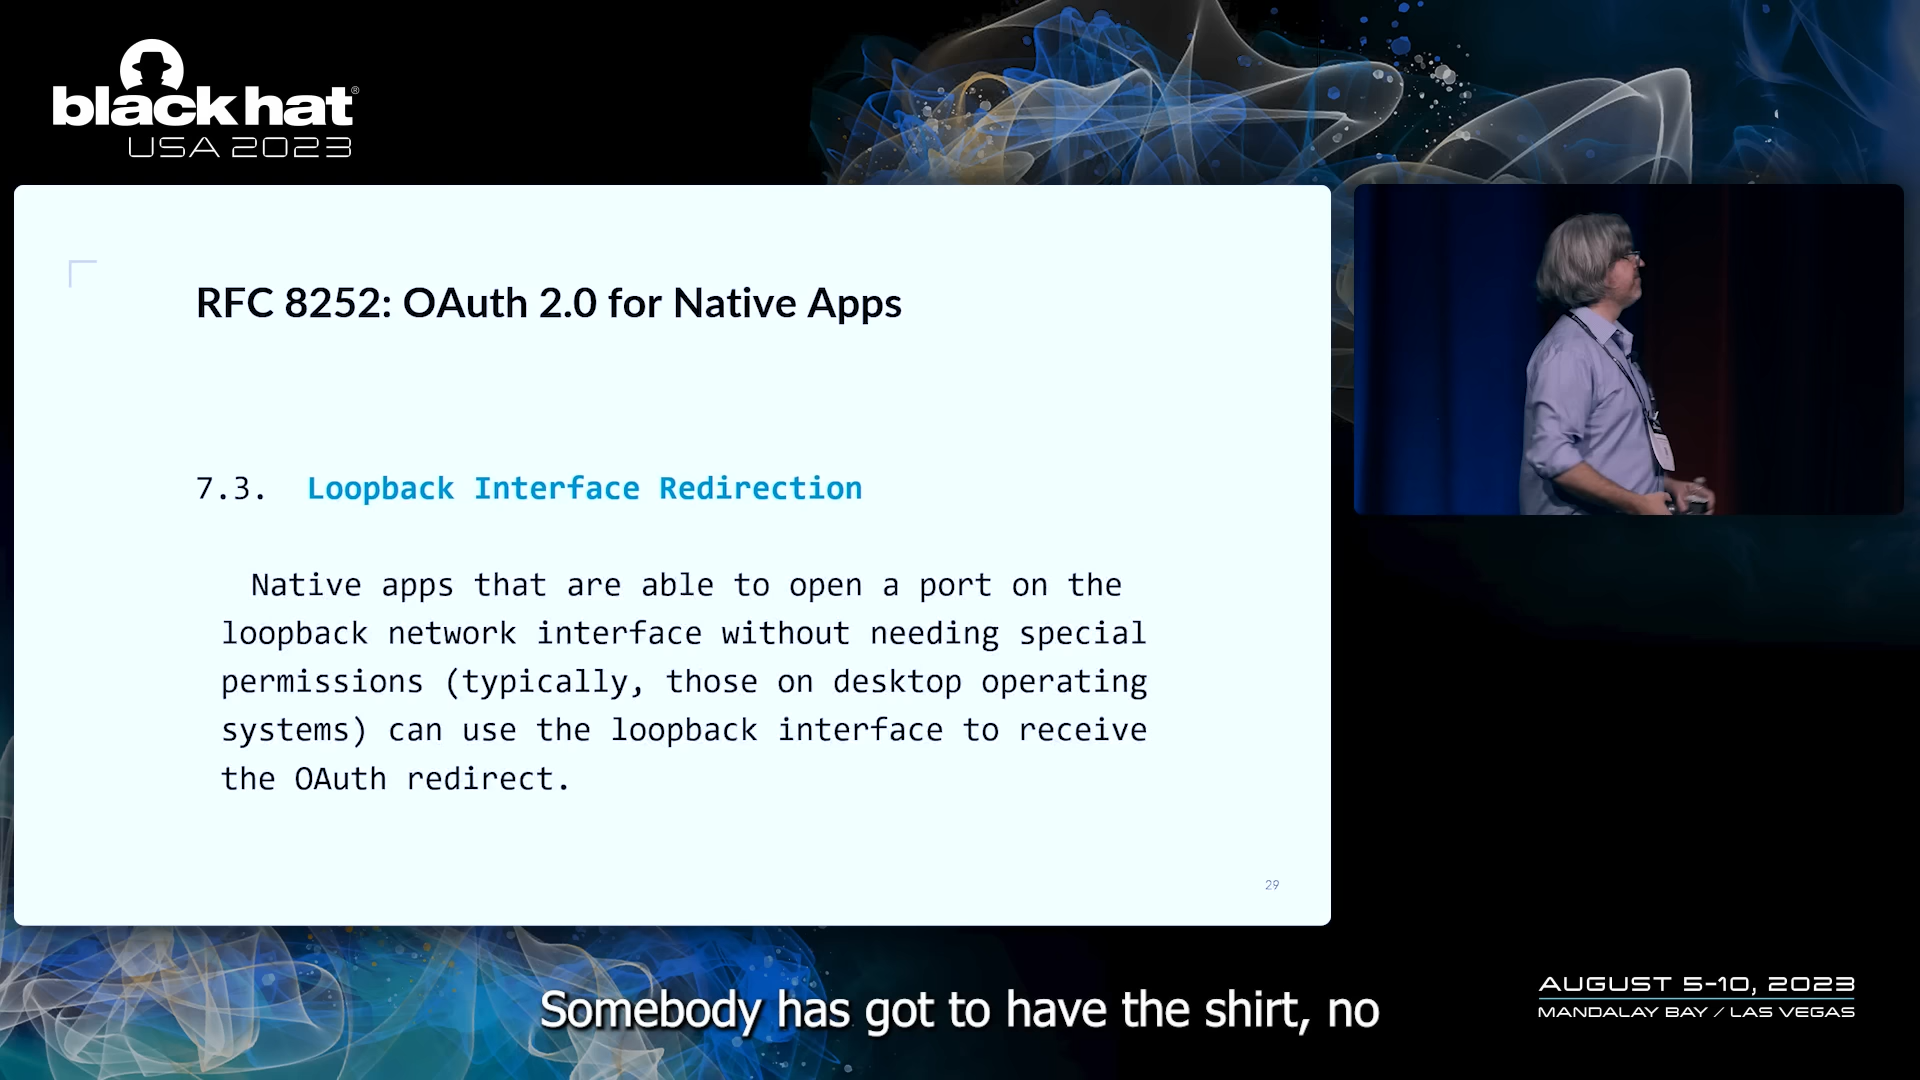 black hat®
USA 2023
RFC 8252: OAuth 2.0 for Native Apps
7.3. Loopback Interface Redirection
Native apps that are able to open a port on the
loopback network interface without needing special
permissions (typically, those on desktop operating
systems) can use the loopback interface to receive
the OAuth redirect.
29
Somebody has got to have the shirt, no
AUGUST 5-10, 2023
MANDALAY BAY / LAS VEGAS